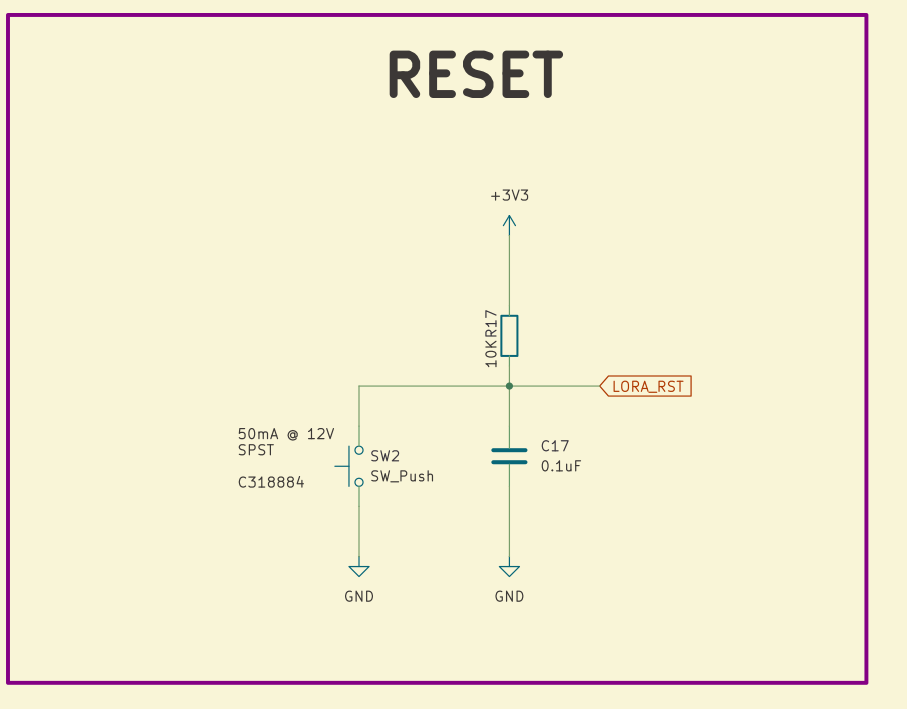 RESET
+3V3
10K
R17
LORA_RST
50mA @ 12V
SPST
C318884
SW2
SW_Push
C17
0.1uF
GND
GND